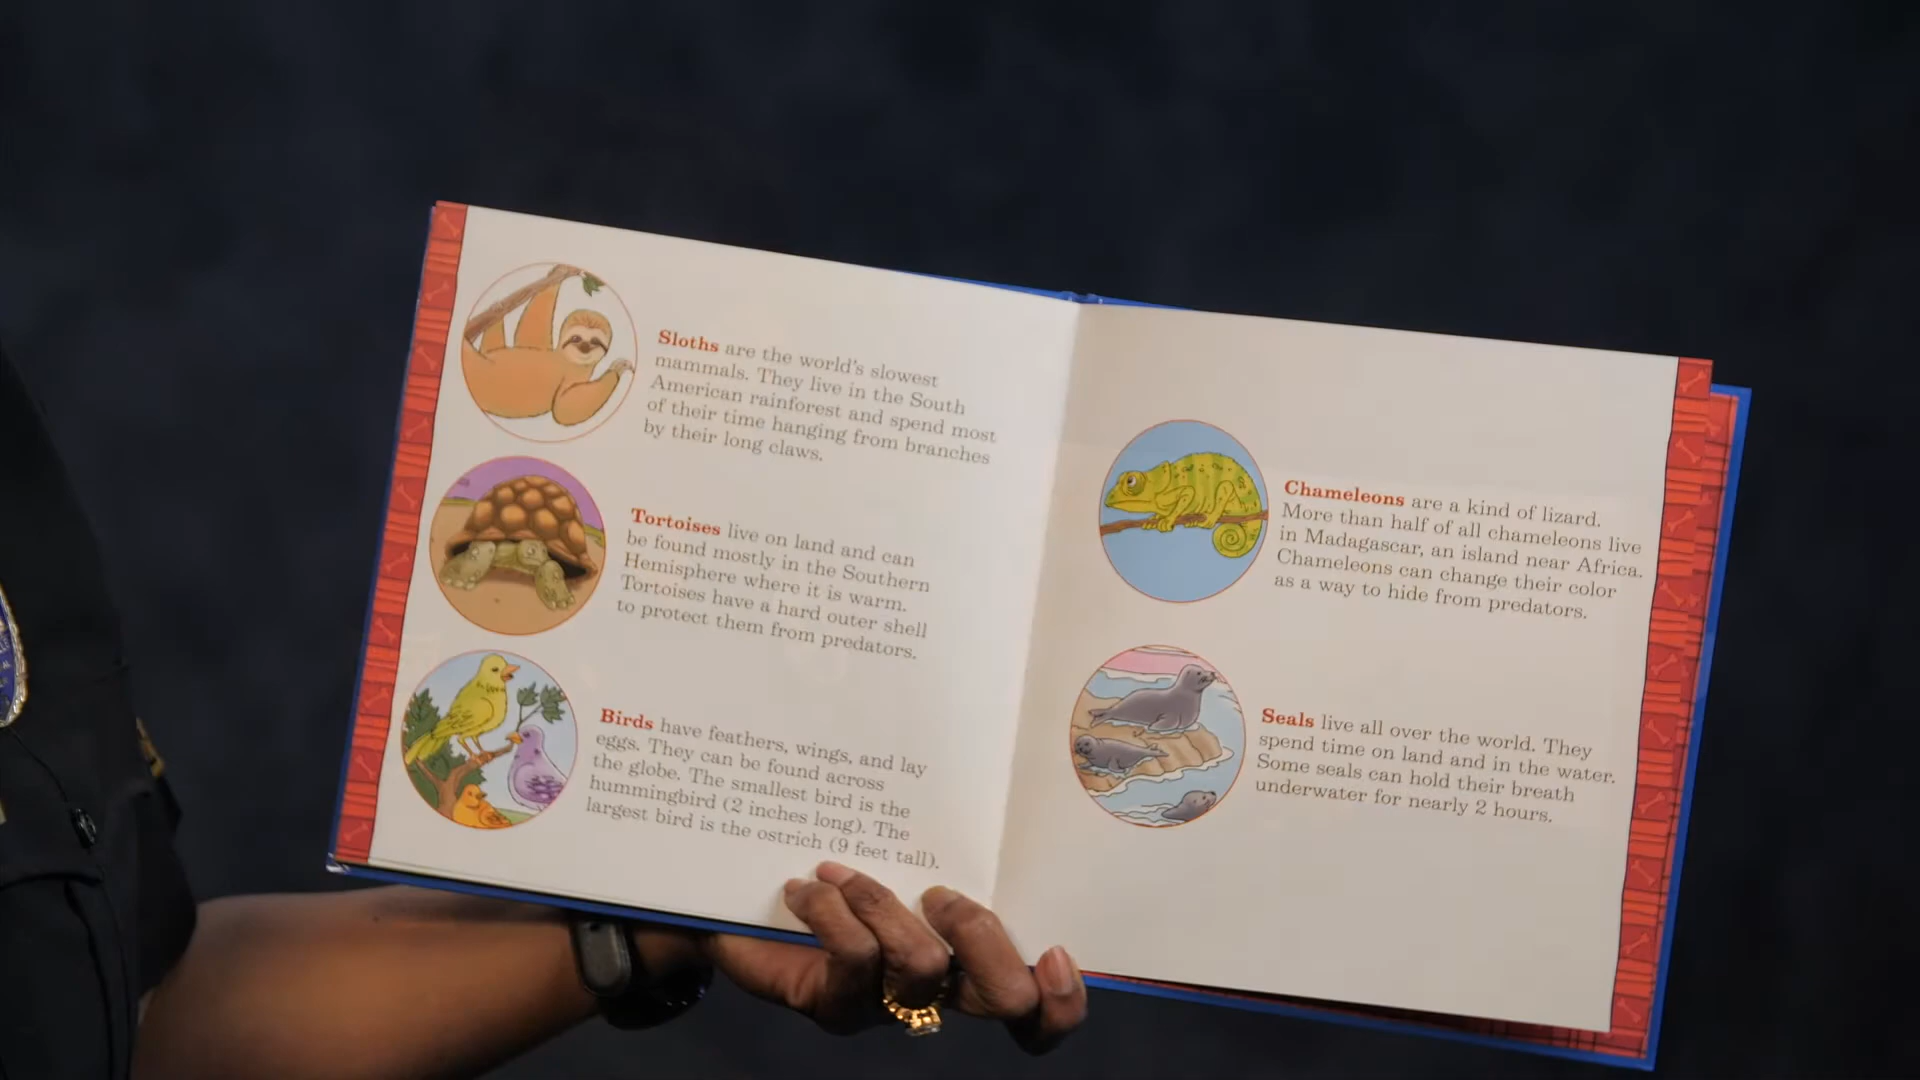 Sloths are the world's slowest
mammals. They live in the South
American rainforest and spend most
of their time hanging from branches
by their long claws.
Tortoises live on land and can
be found mostly in the Southern
Hemisphere where it is warm.
Tortoises have a hard outer shell
to protect them from predators.
Birds have feathers, wings, and lay
eggs. They can be found across
the globe. The smallest bird is the
hummingbird (2 inches long). The
largest bird is the ostrich (9 feet tall).
Chameleons are a kind of lizard.
More than half of all chameleons live
in Madagascar, an island near Africa.
Chameleons can change their color
as a way to hide from predators.
Seals live all over the world. They
spend time on land and in the water.
Some seals can hold their breath
underwater for nearly 2 hours.